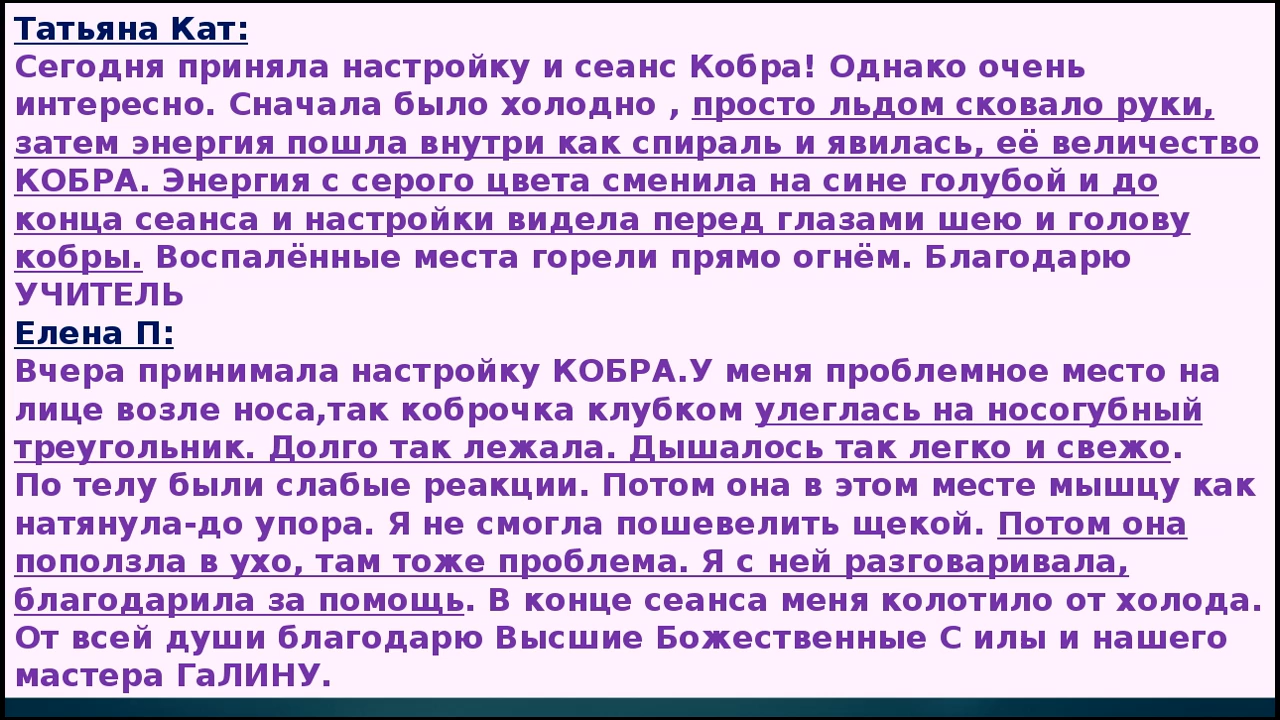 Татьяна Кат:
Сегодня приняла настройку и сеанс Кобра! Однако очень
интересно. Сначала было холодно , просто льдом сковало руки,
затем энергия пошла внутри как спираль и явилась, её величество
КОБРА. Энергия с серого цвета сменила на сине голубой и до
конца сеанса и настройки видела перед глазами шею и голову
кобры. Воспалённые места горели прямо огнём. Благодарю
УЧИТЕЛЬ
Елена П:
Вчера принимала настройку КОБРА.У меня проблемное место на
лице возле носа,так коброчка клубком улеглась на носогубный
треугольник. Долго так лежала. Дышалось так легко и свежо.
По телу были слабые реакции. Потом она в этом месте мышцу как
натянула-до упора. Я не смогла пошевелить щекой. Потом она
поползла в ухо, там тоже проблема. Я с ней разговаривала,
благодарила за помощь. В конце сеанса меня колотило от холода.
От всей души благодарю Высшие Божественные С илы и нашего
мастера ГаЛИНУ.